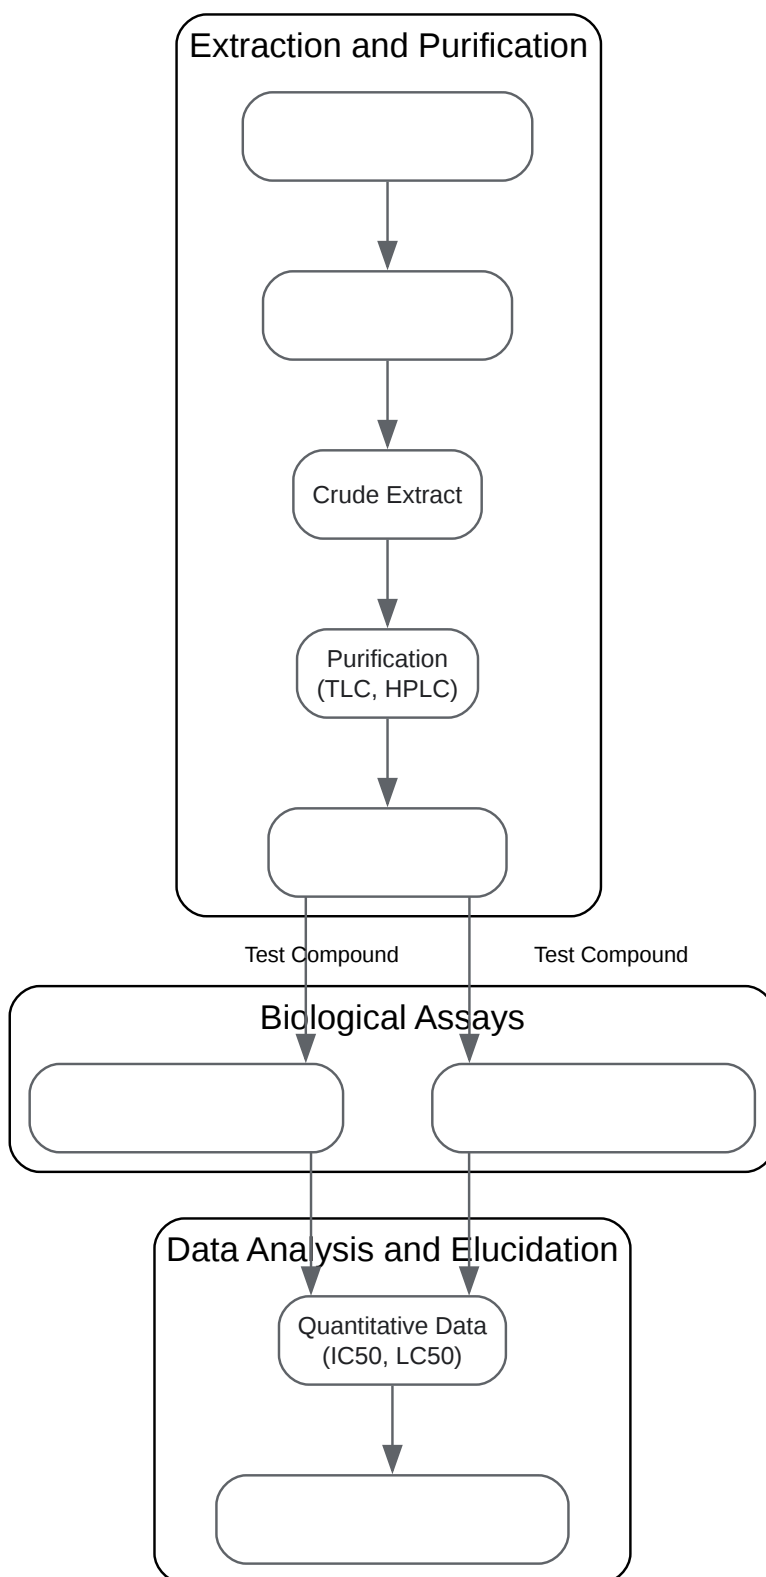 Extraction and Purification
Crude Extract
Purification
(TLC, HPLC)
Test Compound
Test Compound
Biological Assays
Data Analysis and Elucidation
Quantitative Data
(IC50, LC50)